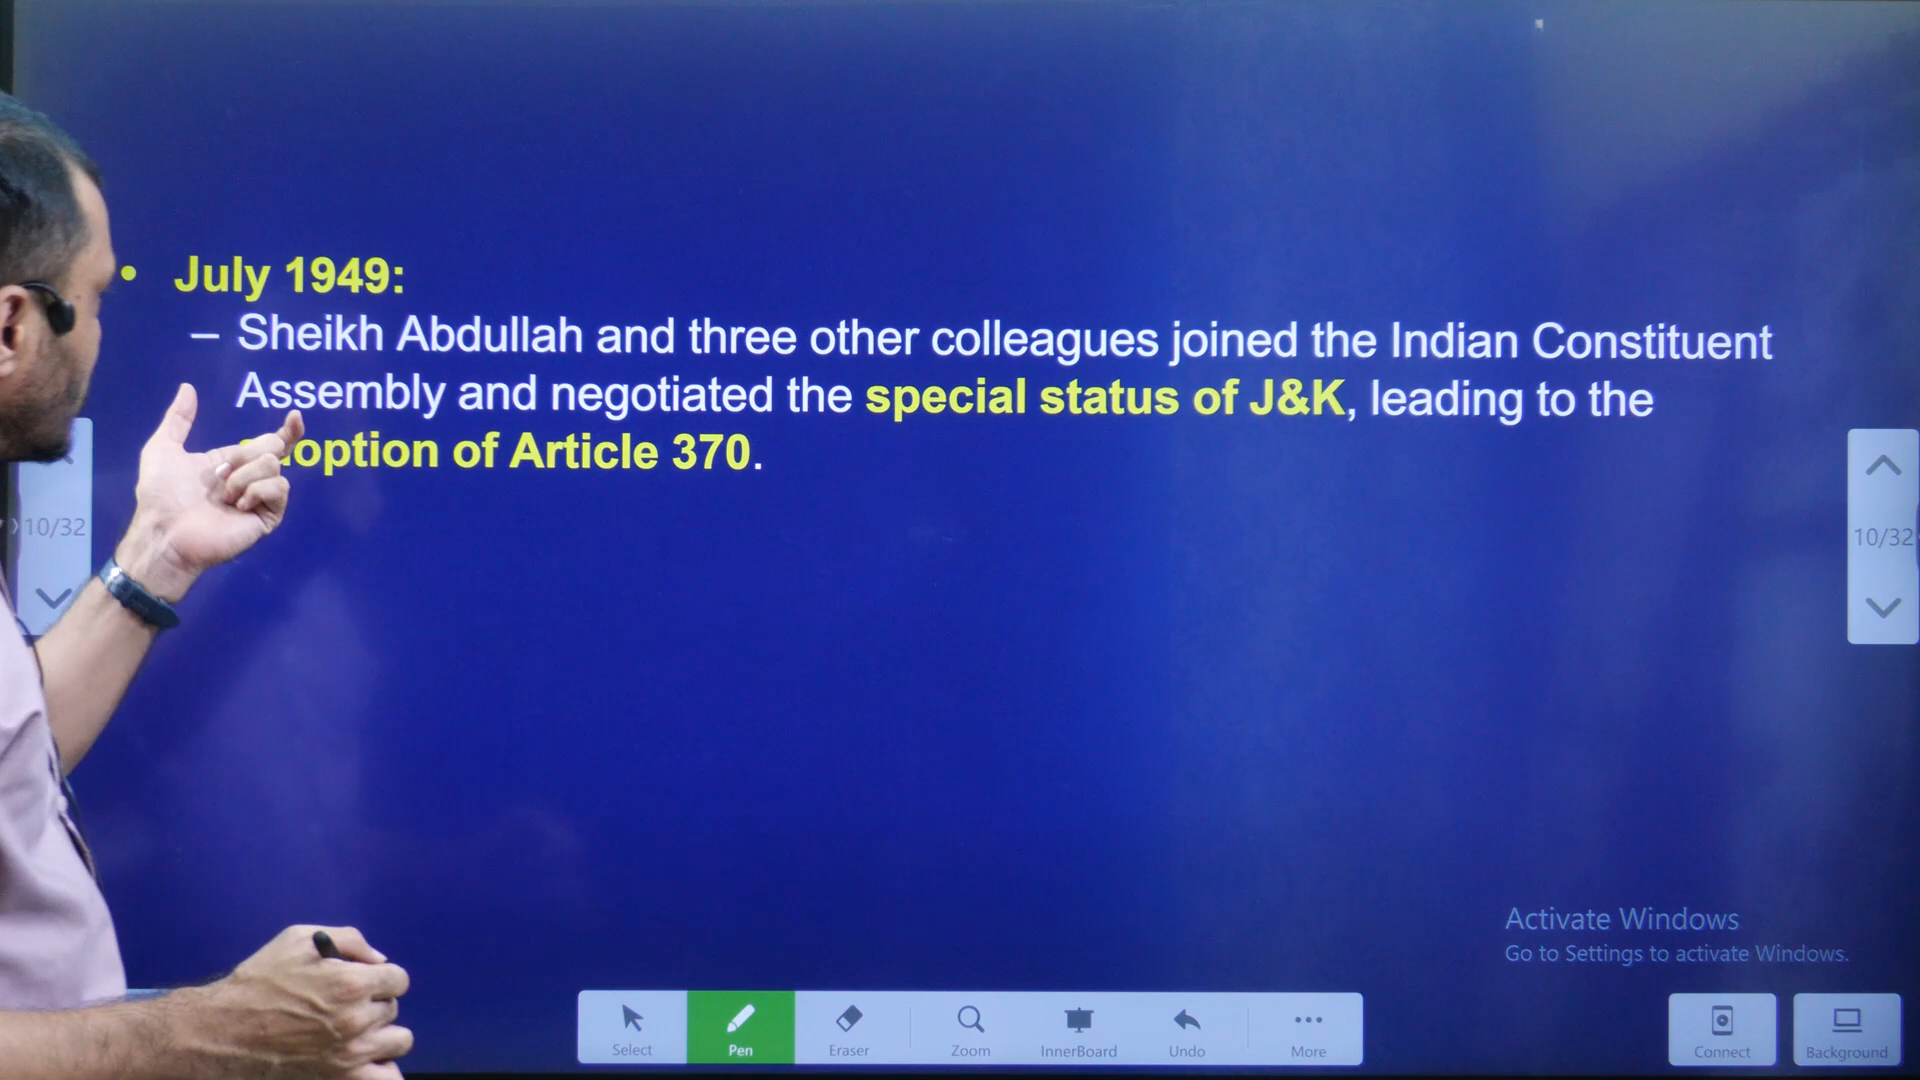 • July 1949:
– Sheikh Abdullah and three other colleagues joined the Indian Constituent
Assembly and negotiated the special status of J&K, leading to the
of Article 370.
10/32
10/32
Activate Windows
Go to Settings to activate Windows.
Select
Pen
Eraser
Zoom
InnerBoard
Undo
More
Connect
Background